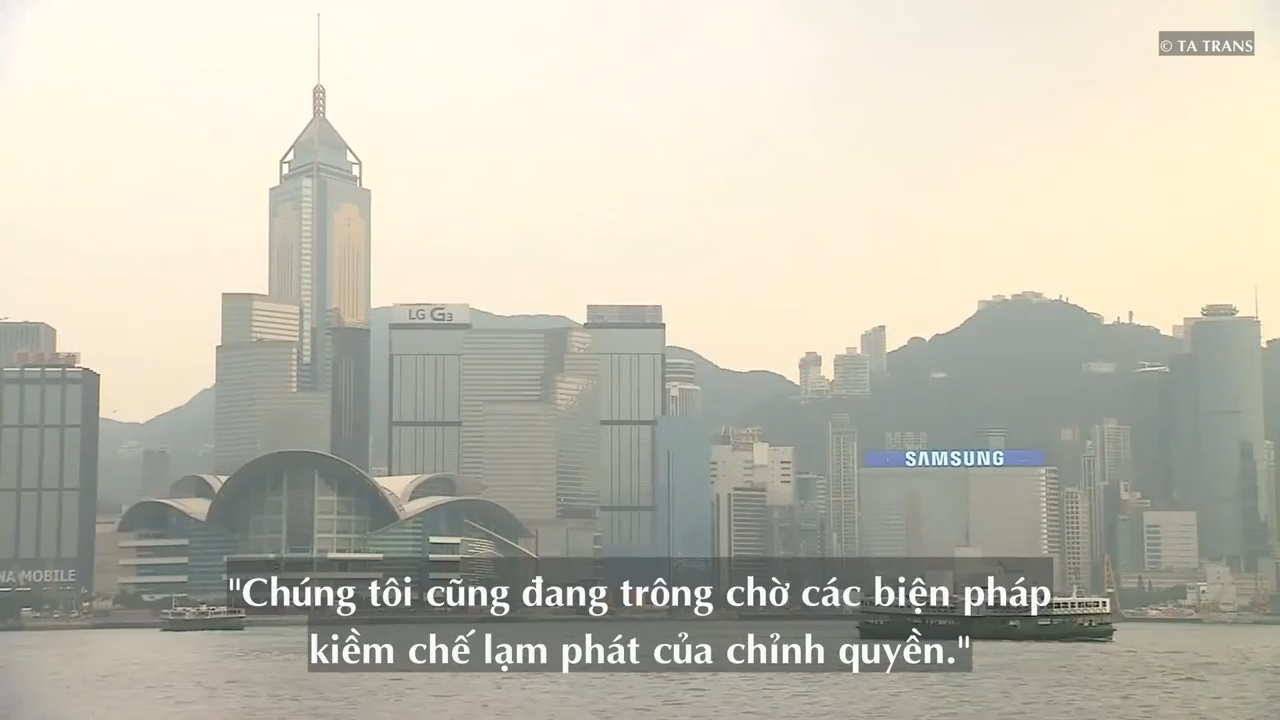 © TA TRANS
LG G3
SAMSUNG
NA MOBILE
"Chúng tôi cũng đang trông chờ các biện pháp
kiềm chế lạm phát của chỉnh quyền."